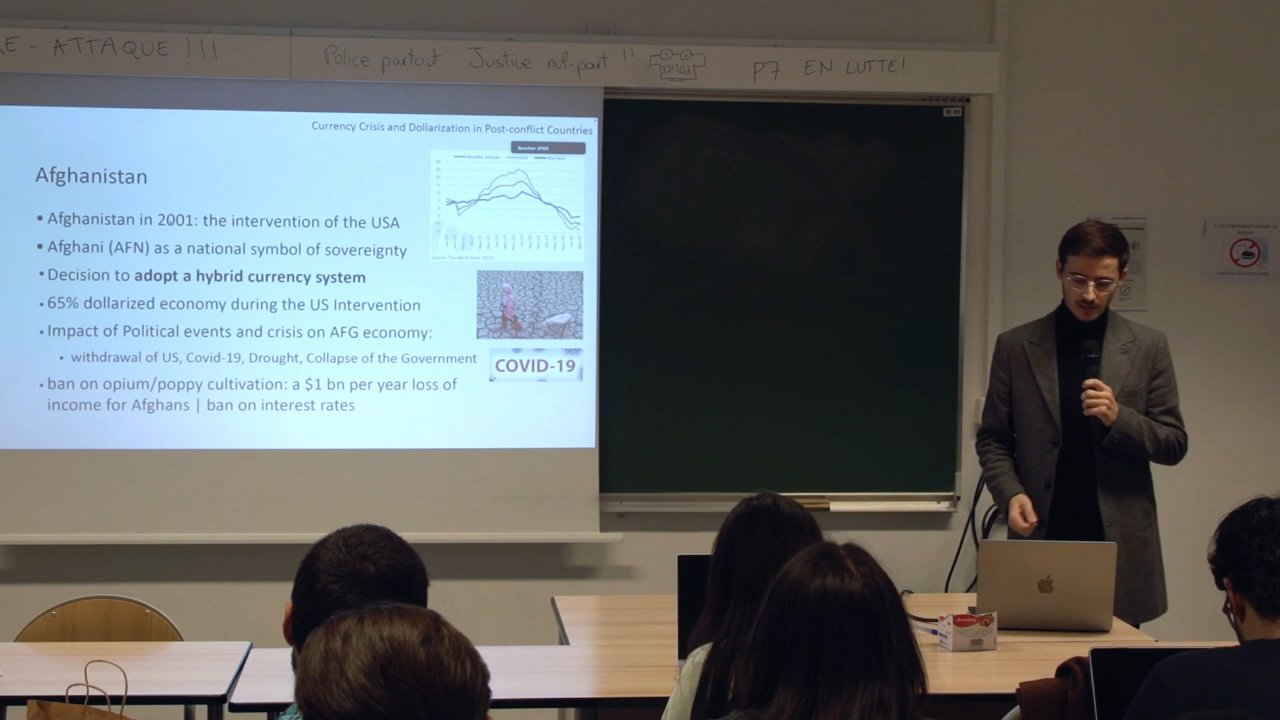 E - ATTAQUE !!!
Police partout Justice nul-part !!
P7 EN LUTTE!
Currency Crisis and Dollarization in Post-conflict Countries
Afghanistan
• Afghanistan in 2001: the intervention of the USA
• Afghani (AFN) as a national symbol of sovereignty
• Decision to adopt a hybrid currency system
• 65% dollarized economy during the US Intervention
• Impact of Political events and crisis on AFG economy:
• withdrawal of US, Covid-19, Drought, Collapse of the Government
• ban on opium/poppy cultivation: a $1 bn per year loss of
income for Afghans | ban on interest rates
COVID-19